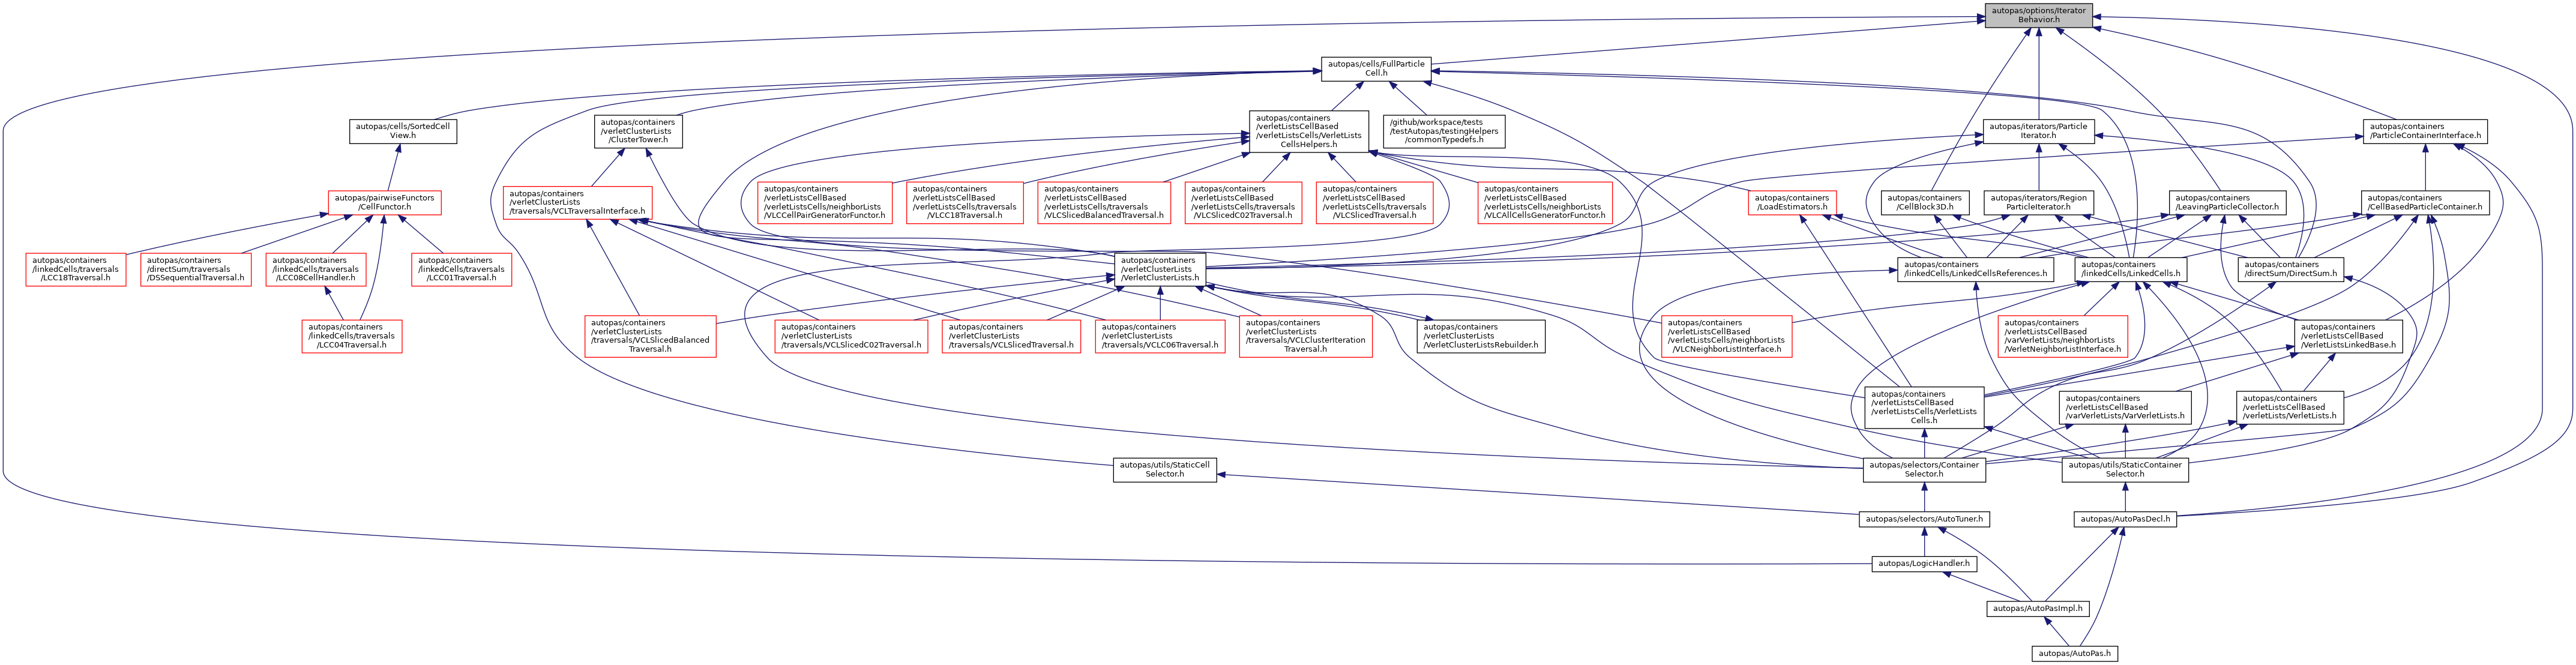 autopas/options/Iterator
Behavior.h
autopas/cells/FullParticle
Cell.h
autopas/cells/SortedCell
View.h
autopas/containers
/verletClusterLists
/ClusterTower.h
autopas/containers
/verletListsCellBased
/verletListsCells/VerletLists
CellsHelpers.h
/github/workspace/tests
/testAutopas/testingHelpers
/commonTypedefs.h
autopas/iterators/Particle
Iterator.h
autopas/containers
/ParticleContainerInterface.h
autopas/pairwiseFunctors
/CellFunctor.h
autopas/containers
/verletClusterLists
/traversals/VCLTraversalInterface.h
autopas/containers
/verletListsCellBased
/verletListsCells/neighborLists
/VLCCellPairGeneratorFunctor.h
autopas/containers
/verletListsCellBased
/verletListsCells/traversals
/VLCC18Traversal.h
autopas/containers
/verletListsCellBased
/verletListsCells/traversals
/VLCSlicedBalancedTraversal.h
autopas/containers
/verletListsCellBased
/verletListsCells/traversals
/VLCSlicedC02Traversal.h
autopas/containers
/verletListsCellBased
/verletListsCells/traversals
/VLCSlicedTraversal.h
autopas/containers
/verletListsCellBased
/verletListsCells/neighborLists
/VLCAllCellsGeneratorFunctor.h
autopas/containers
/LoadEstimators.h
autopas/containers
/CellBlock3D.h
autopas/iterators/Region
ParticleIterator.h
autopas/containers
/LeavingParticleCollector.h
autopas/containers
/CellBasedParticleContainer.h
autopas/containers
/linkedCells/traversals
/LCC18Traversal.h
autopas/containers
/directSum/traversals
/DSSequentialTraversal.h
autopas/containers
/linkedCells/traversals
/LCC08CellHandler.h
autopas/containers
/linkedCells/traversals
/LCC01Traversal.h
autopas/containers
/verletClusterLists
/VerletClusterLists.h
autopas/containers
/linkedCells/LinkedCellsReferences.h
autopas/containers
/linkedCells/LinkedCells.h
autopas/containers
/directSum/DirectSum.h
autopas/containers
/linkedCells/traversals
/LCC04Traversal.h
autopas/containers
/verletClusterLists
/traversals/VCLSlicedBalanced
Traversal.h
autopas/containers
/verletClusterLists
/traversals/VCLSlicedC02Traversal.h
autopas/containers
/verletClusterLists
/traversals/VCLSlicedTraversal.h
autopas/containers
/verletClusterLists
/traversals/VCLC06Traversal.h
autopas/containers
/verletClusterLists
/traversals/VCLClusterIteration
Traversal.h
autopas/containers
/verletClusterLists
/VerletClusterListsRebuilder.h
autopas/containers
/verletListsCellBased
/verletListsCells/neighborLists
/VLCNeighborListInterface.h
autopas/containers
/verletListsCellBased
/varVerletLists/neighborLists
/VerletNeighborListInterface.h
autopas/containers
/verletListsCellBased
/VerletListsLinkedBase.h
autopas/containers
/verletListsCellBased
/verletListsCells/VerletLists
Cells.h
autopas/containers
/verletListsCellBased
/varVerletLists/VarVerletLists.h
autopas/containers
/verletListsCellBased
/verletLists/VerletLists.h
autopas/utils/StaticCell
Selector.h
autopas/selectors/Container
Selector.h
autopas/utils/StaticContainer
Selector.h
autopas/selectors/AutoTuner.h
autopas/AutoPasDecl.h
autopas/LogicHandler.h
autopas/AutoPasImpl.h
autopas/AutoPas.h